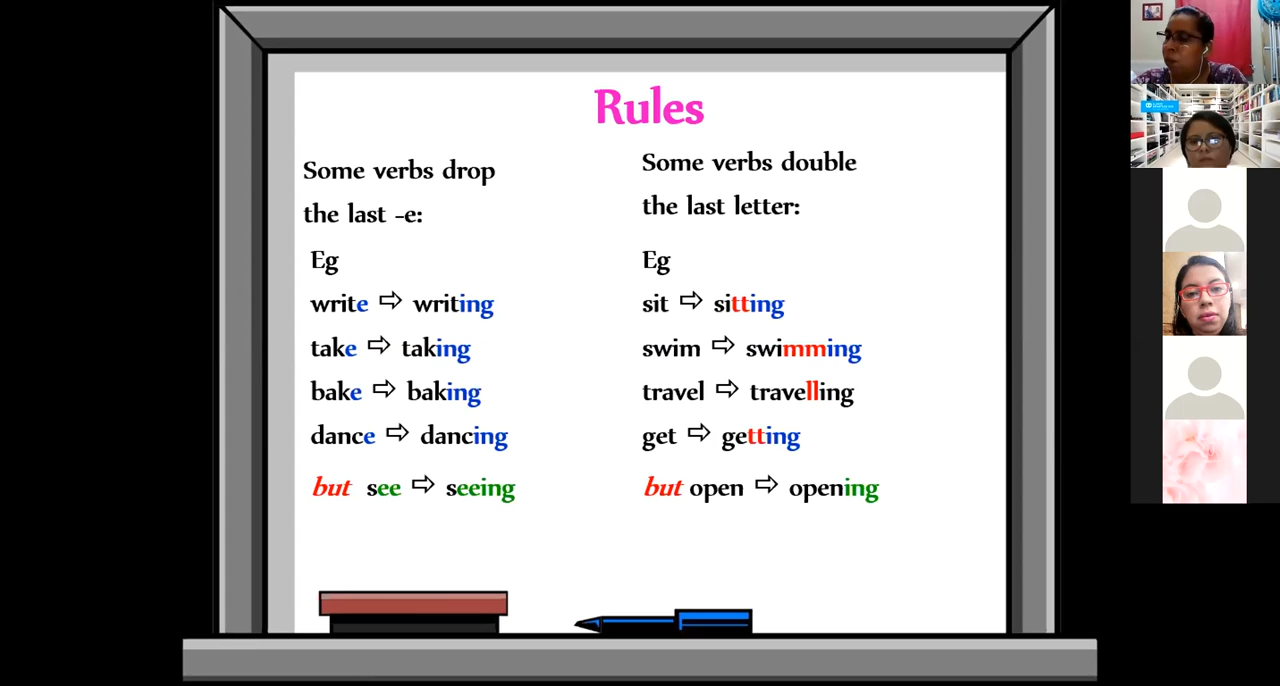 Rules
Some verbs drop
the last -e:
Eg
write ⇨ writing
take ⇨ taking
bake ⇨ baking
dance ⇨ dancing
but see ⇨ seeing
Some verbs double
the last letter:
Eg
sit ⇨ sitting
swim ⇨ swimming
travel ⇨ travelling
get ⇨ getting
but open ⇨ opening